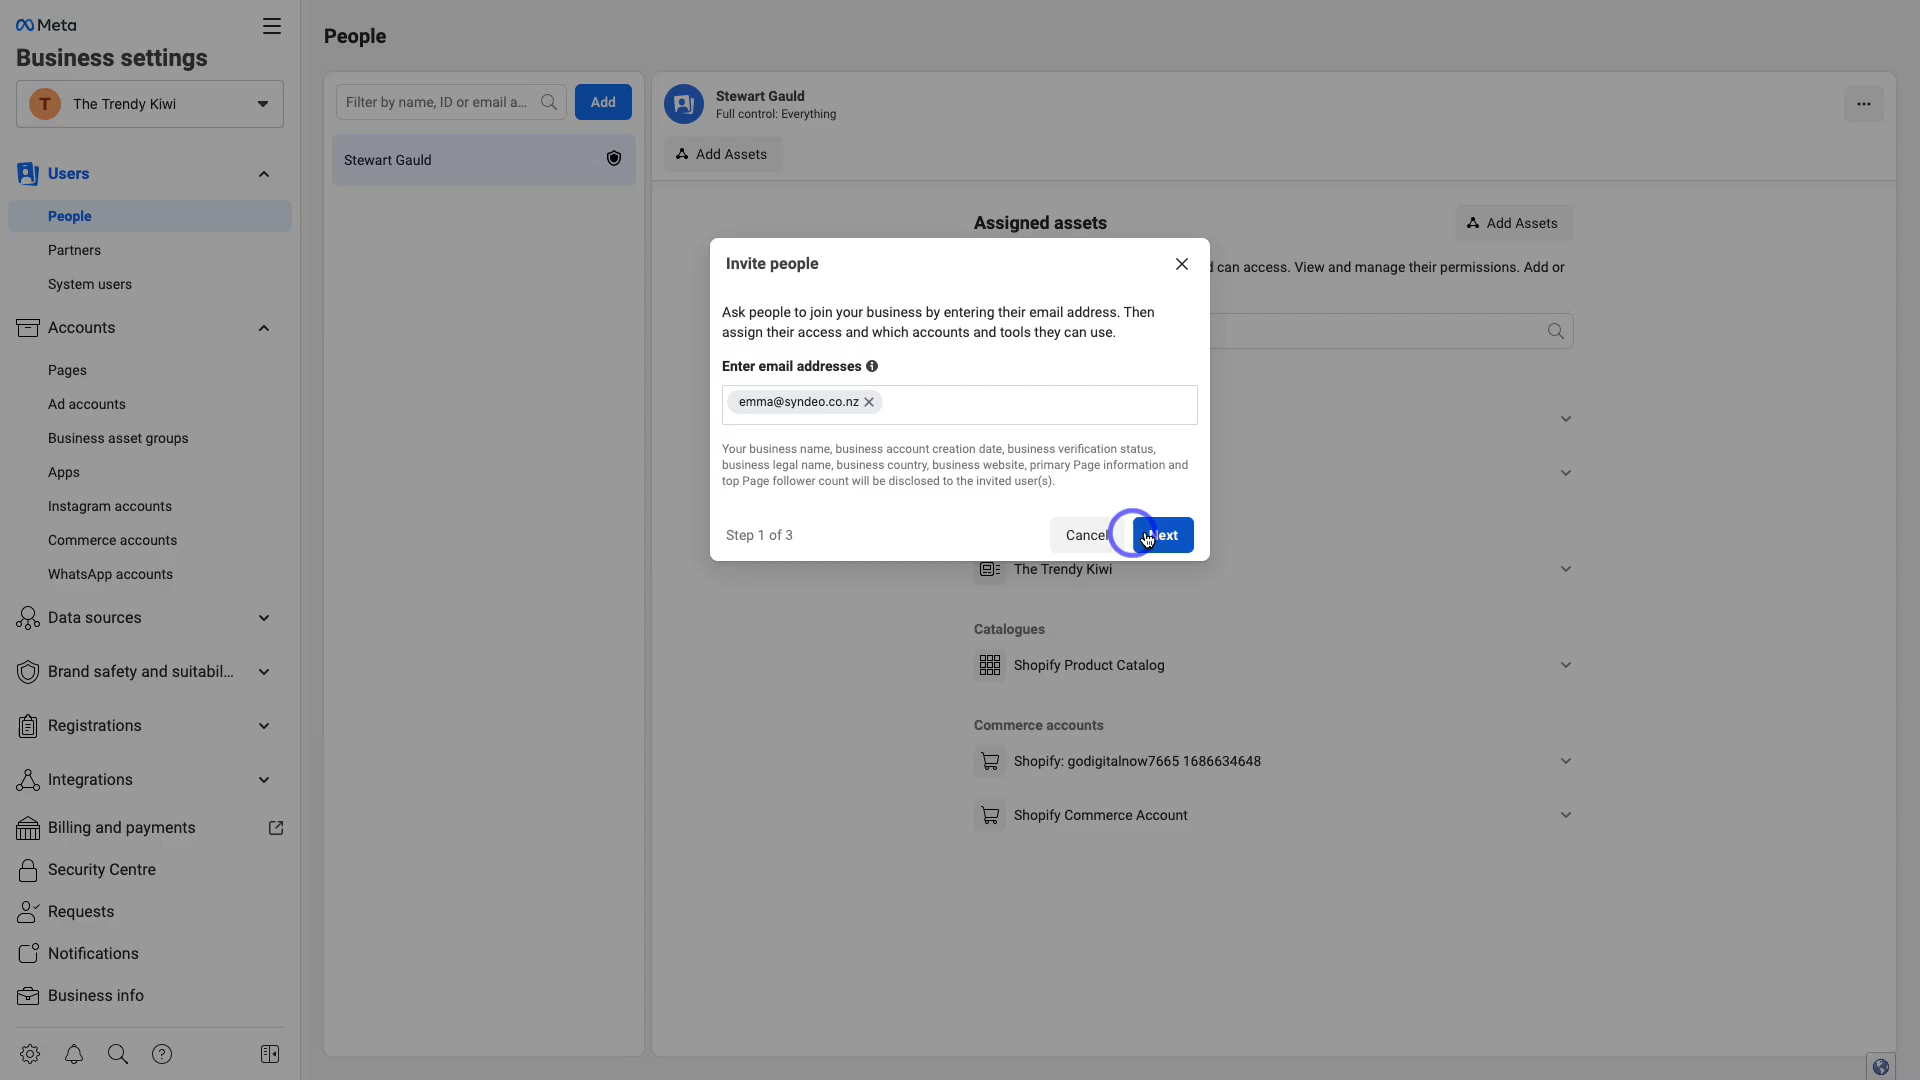 Meta
Business settings
T The Trendy Kiwi
Users
People
Partners
System users
Accounts
Pages
Ad accounts
Business asset groups
Apps
Instagram accounts
Commerce accounts
WhatsApp accounts
Data sources
Brand safety and suitabil...
Registrations
Integrations
Billing and payments
Security Centre
Requests
Notifications
Business info
People
Filter by name, ID or email a...
Add
Stewart Gauld
Stewart Gauld
Full control: Everything
Add Assets
Assigned assets
Add Assets
can access. View and manage their permissions. Add or
Invite people
Ask people to join your business by entering their email address. Then
assign their access and which accounts and tools they can use.
Enter email addresses
emma@syndeo.co.nz
Your business name, business account creation date, business verification status,
business legal name, business country, business website, primary Page information and
top Page follower count will be disclosed to the invited user(s).
Step 1 of 3
Cancel
Next
The Trendy Kiwi
Catalogues
Shopify Product Catalog
Commerce accounts
Shopify: godigitalnow7665 1686634648
Shopify Commerce Account